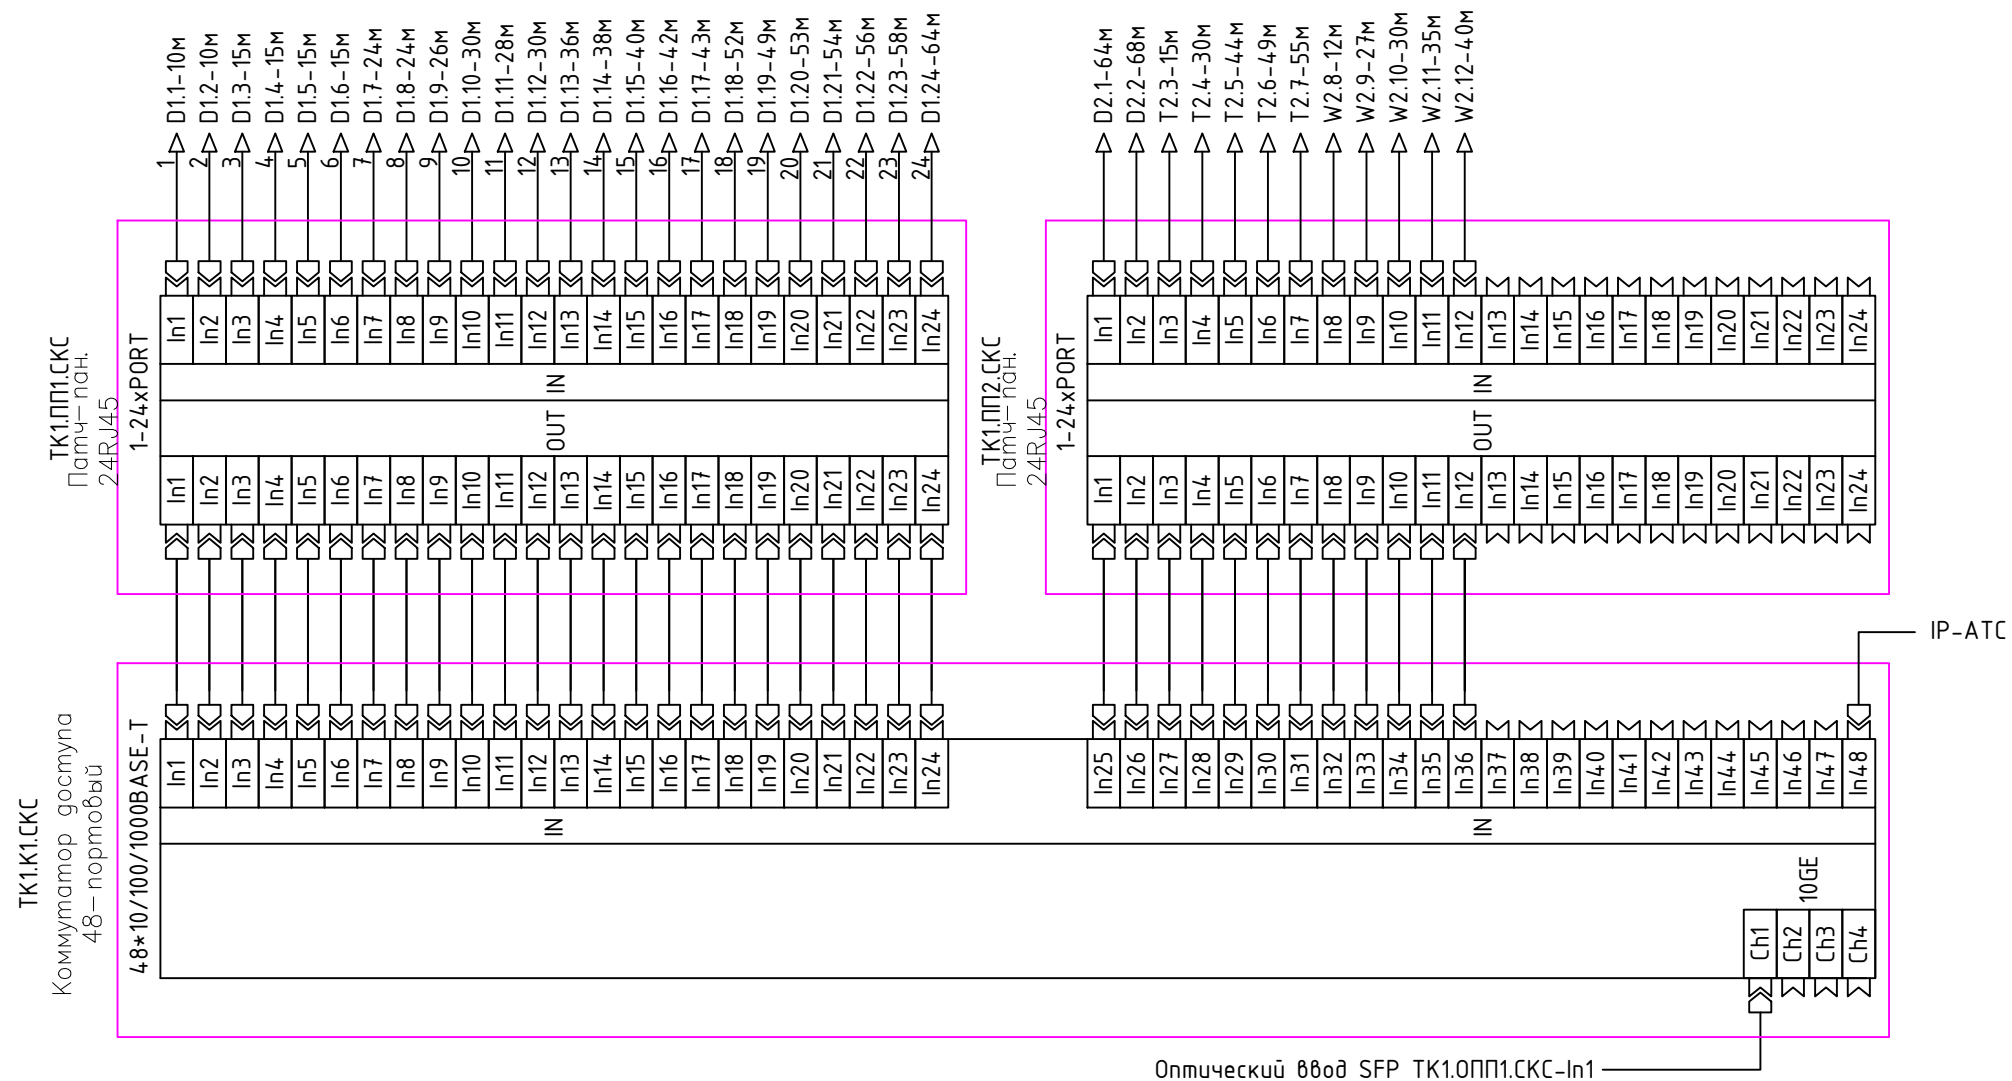 D1.1-10м
D1.2-10м
D1.3-15м
D1.4-15м
D1.5-15м
D1.6-15м
D1.7-24м
D1.8-24м
D1.9-26м
D1.10-30м
D1.11-28м
D1.12-30м
D1.13-36м
D1.14-38м
D1.15-40м
D1.16-42м
D1.17-43м
D1.18-52м
D1.19-49м
D1.20-53м
D1.21-54м
D1.22-56м
D1.23-58м
D1.24-64м
1 2 3 4 5 6 7 8 9 10 11 12 13 14 15 16 17 18 19 20 21 22 23 24
ТК1.ПП1.СКС
Патч-пан.
24RJ45
1-24xPORT
In1 In2 In3 In4 In5 In6 In7 In8 In9 In10 In11 In12 In13 In14 In15 In16 In17 In18 In19 In20 In21 In22 In23 In24
IN
OUT
In1 In2 In3 In4 In5 In6 In7 In8 In9 In10 In11 In12 In13 In14 In15 In16 In17 In18 In19 In20 In21 In22 In23 In24
D2.1-64м
D2.2-68м
T2.3-15м
T2.4-30м
T2.5-44м
T2.6-49м
T2.7-55м
W2.8-12м
W2.9-27м
W2.10-30м
W2.11-35м
W2.12-40м
ТК1.ПП2.СКС
Патч-пан.
24RJ45
1-24xPORT
In1 In2 In3 In4 In5 In6 In7 In8 In9 In10 In11 In12 In13 In14 In15 In16 In17 In18 In19 In20 In21 In22 In23 In24
IN
OUT
In1 In2 In3 In4 In5 In6 In7 In8 In9 In10 In11 In12 In13 In14 In15 In16 In17 In18 In19 In20 In21 In22 In23 In24
IP-ATC
ТК1.К1.СКС
Коммутатор доступа
48-портовый
48*10/100/1000BASE-T
In1 In2 In3 In4 In5 In6 In7 In8 In9 In10 In11 In12 In13 In14 In15 In16 In17 In18 In19 In20 In21 In22 In23 In24
In25 In26 In27 In28 In29 In30 In31 In32 In33 In34 In35 In36 In37 In38 In39 In40 In41 In42 In43 In44 In45 In46 In47 In48
IN
IN
10GE
Ch1 Ch2 Ch3 Ch4
Оптический ввод SFP ТК1.ОПП1.СКС-In1